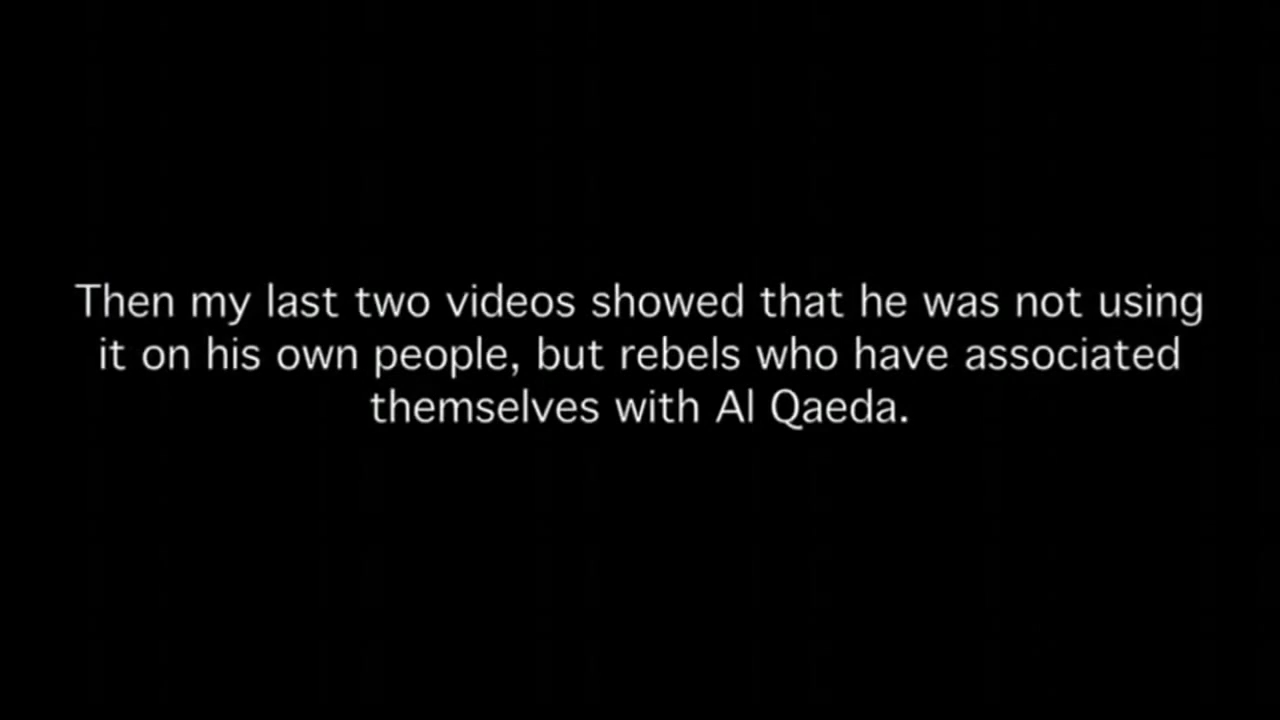 Then my last two videos showed that he was not using
it on his own people, but rebels who have associated
themselves with Al Qaeda.